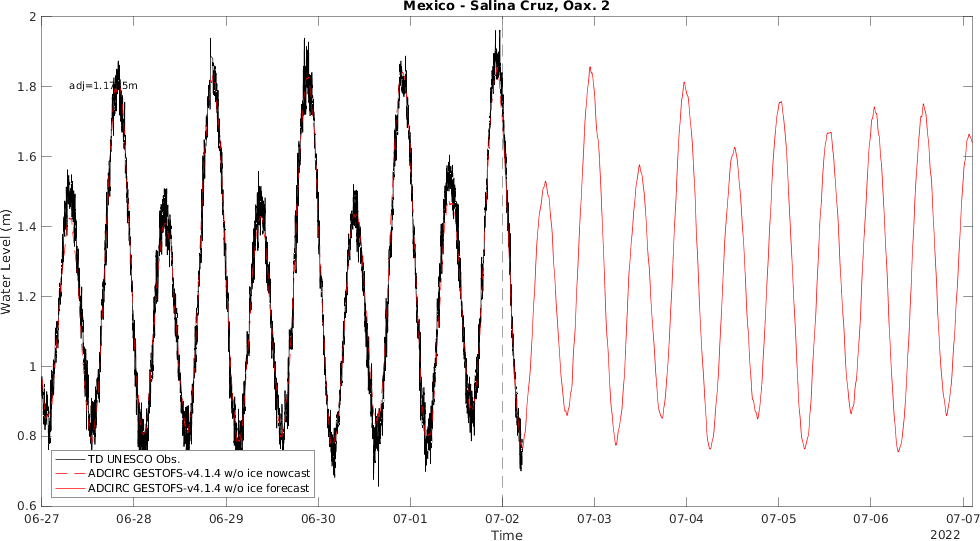 Mexico - Salina Cruz, Oax. 2
2
1.8
1.6
1.4
1.2
1
0.8
0.6
Water Level (m)
TD UNESCO Obs.
ADCIRC GESTOFS-v4.1.4 w/o ice nowcast
ADCIRC GESTOFS-v4.1.4 w/o ice forecast
06-27 06-28 06-29 06-30 07-01 07-02 07-03 07-04 07-05 07-06 07-07
Time
2022